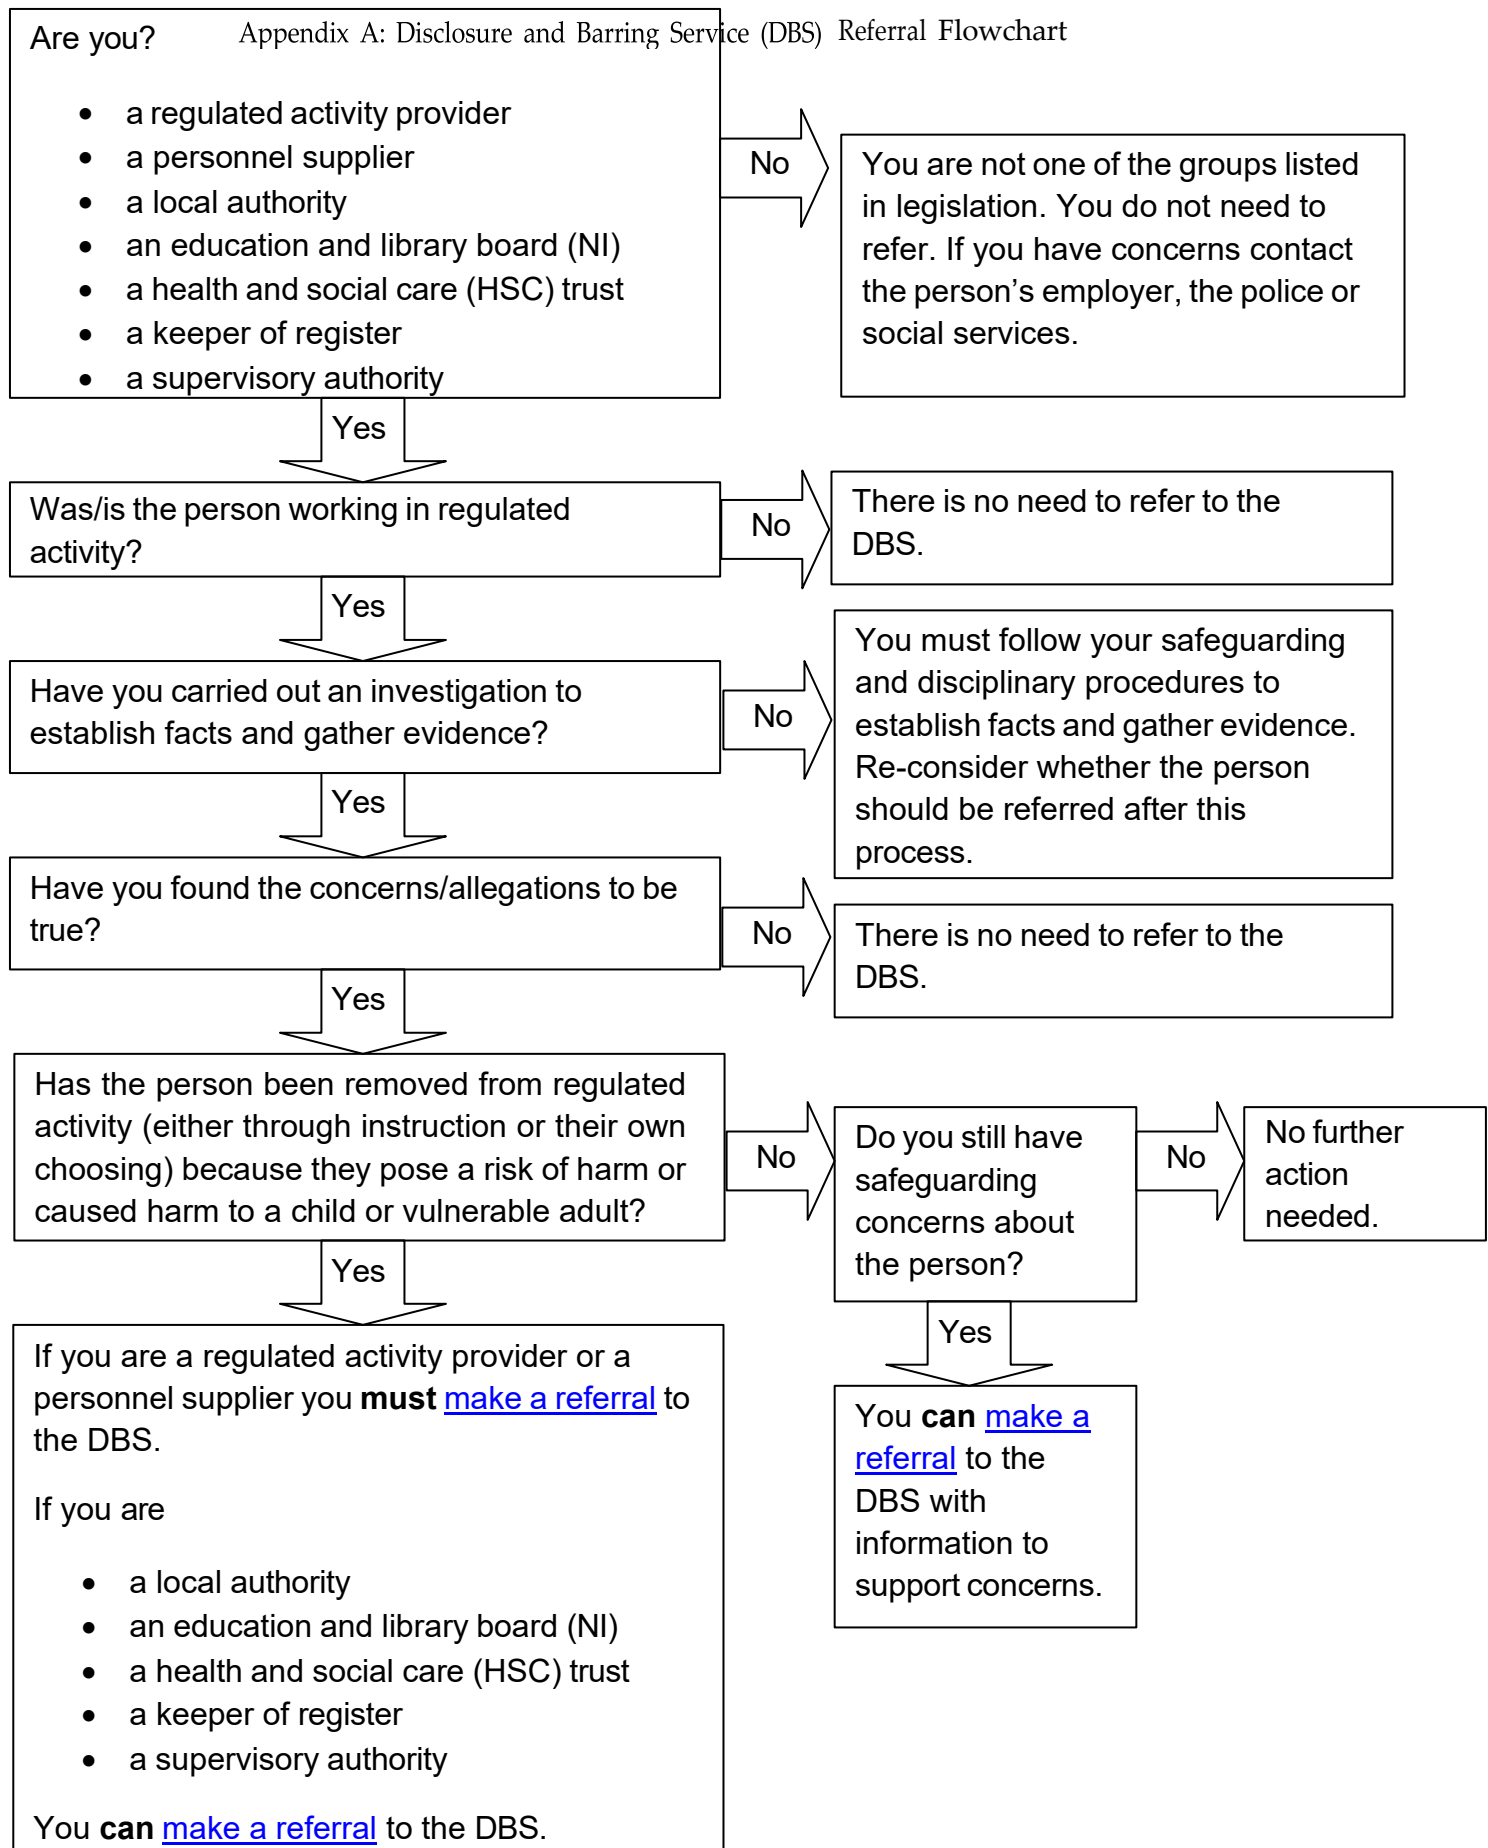 Appendix A: Disclosure and Barring Service (DBS) Referral Flowchart
Are you?
• a regulated activity provider
• a personnel supplier
• a local authority
• an education and library board (NI)
• a health and social care (HSC) trust
• a keeper of register
• a supervisory authority
No
You are not one of the groups listed
in legislation. You do not need to
refer. If you have concerns contact
the person’s employer, the police or
social services.
Yes
Was/is the person working in regulated
activity?
No
There is no need to refer to the
DBS.
Yes
Have you carried out an investigation to
establish facts and gather evidence?
No
You must follow your safeguarding
and disciplinary procedures to
establish facts and gather evidence.
Re-consider whether the person
should be referred after this
process.
Yes
Have you found the concerns/allegations to be
true?
No
There is no need to refer to the
DBS.
Yes
Has the person been removed from regulated
activity (either through instruction or their own
choosing) because they pose a risk of harm or
caused harm to a child or vulnerable adult?
No
Do you still have
safeguarding
concerns about
the person?
No
No further
action
needed.
Yes
You can make a
referral to the
DBS with
information to
support concerns.
Yes
If you are a regulated activity provider or a
personnel supplier you must make a referral to
the DBS.
If you are
• a local authority
• an education and library board (NI)
• a health and social care (HSC) trust
• a keeper of register
• a supervisory authority
You can make a referral to the DBS.